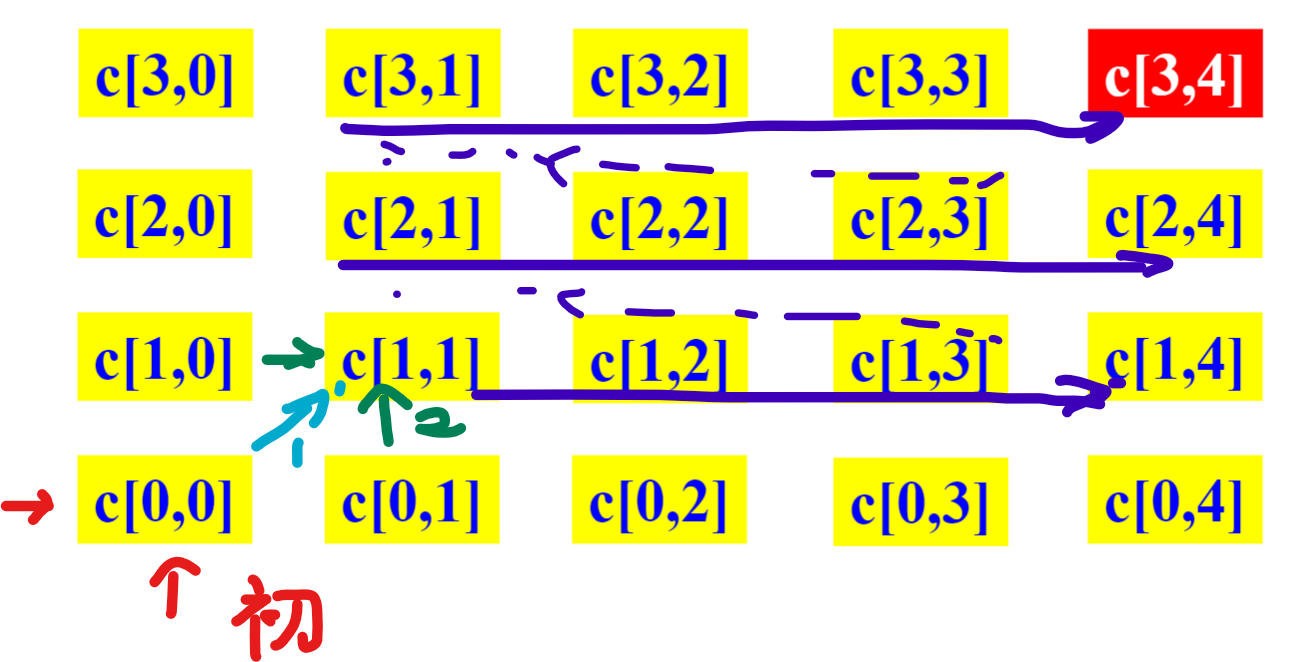 c[3,0] c[3,1] c[3,2] c[3,3] c[3,4]
c[2,0] c[2,1] c[2,2] c[2,3] c[2,4]
c[1,0] c[1,1] c[1,2] c[1,3] c[1,4]
1 2
c[0,0] c[0,1] c[0,2] c[0,3] c[0,4]
初